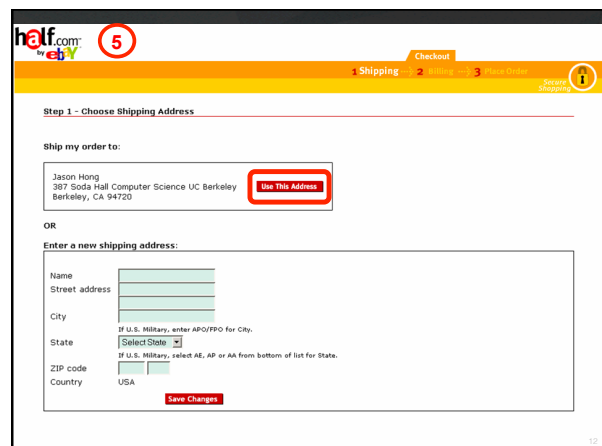 half.com
by ebY
5
Checkout
1 Shipping 2 Billing 3 Place Order
Secure
Shopping
Step 1 - Choose Shipping Address
Ship my order to:
Jason Hong
387 Soda Hall Computer Science UC Berkeley
Berkeley, CA 94720
Use This Address
OR
Enter a new shipping address:
Name
Street address
City
If U.S. Military, enter APO/FPO for City.
State Select State
If U.S. Military, select AE, AP or AA from bottom of list for State.
ZIP code
Country USA
Save Changes
12